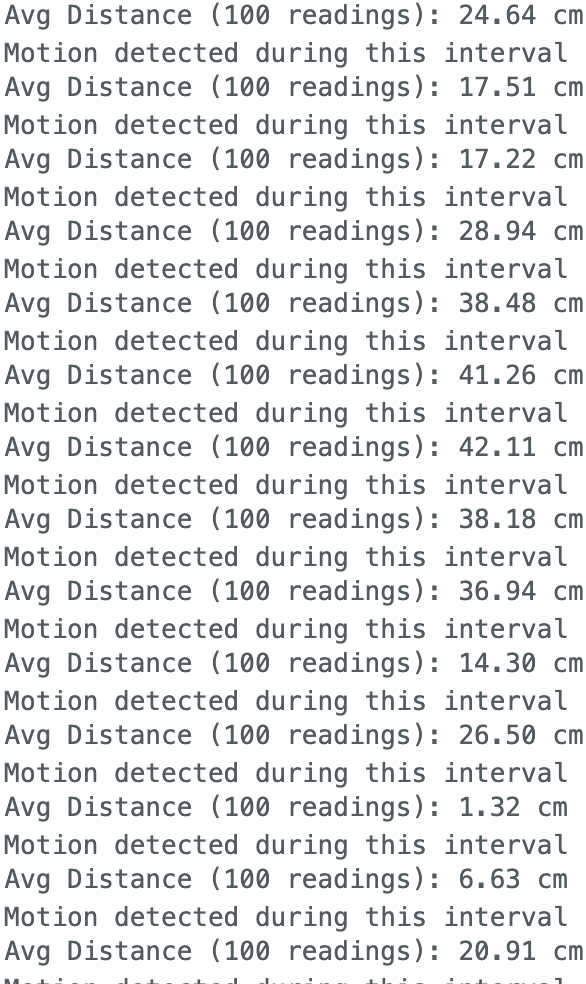 Avg Distance (100 readings): 24.64 cm
Motion detected during this interval
Avg Distance (100 readings): 17.51 cm
Motion detected during this interval
Avg Distance (100 readings): 17.22 cm
Motion detected during this interval
Avg Distance (100 readings): 28.94 cm
Motion detected during this interval
Avg Distance (100 readings): 38.48 cm
Motion detected during this interval
Avg Distance (100 readings): 41.26 cm
Motion detected during this interval
Avg Distance (100 readings): 42.11 cm
Motion detected during this interval
Avg Distance (100 readings): 38.18 cm
Motion detected during this interval
Avg Distance (100 readings): 36.94 cm
Motion detected during this interval
Avg Distance (100 readings): 14.30 cm
Motion detected during this interval
Avg Distance (100 readings): 26.50 cm
Motion detected during this interval
Avg Distance (100 readings): 1.32 cm
Motion detected during this interval
Avg Distance (100 readings): 6.63 cm
Motion detected during this interval
Avg Distance (100 readings): 20.91 cm
Motion detected during this interval